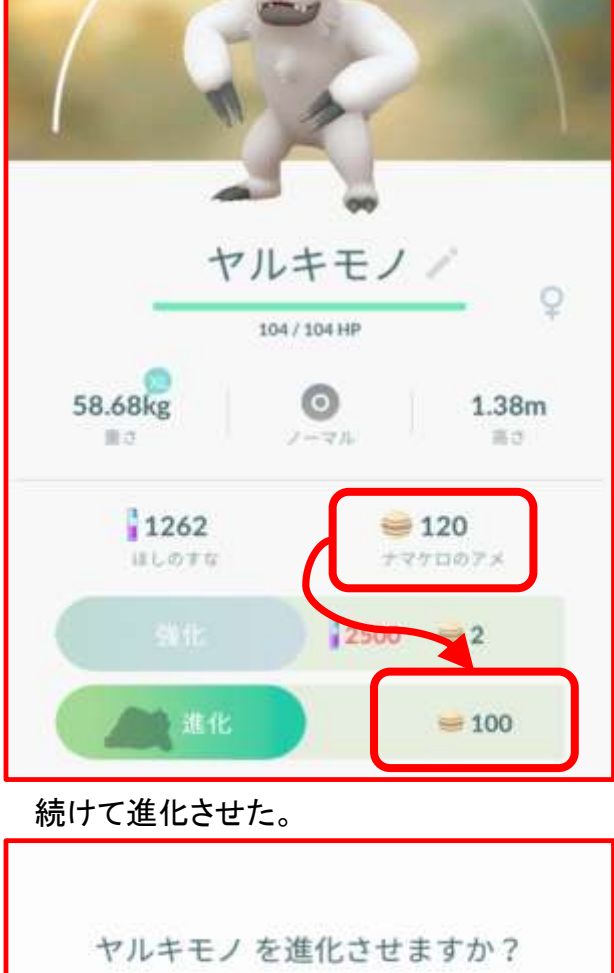 ヤルキモノ
104 / 104 HP
XL
58.68kg
重さ
ノーマル
1.38m
高さ
1262
ほしのすな
120
ナマケロのアメ
強化
2500
2
進化
100
続けて進化させた。
ヤルキモノ を進化させますか？